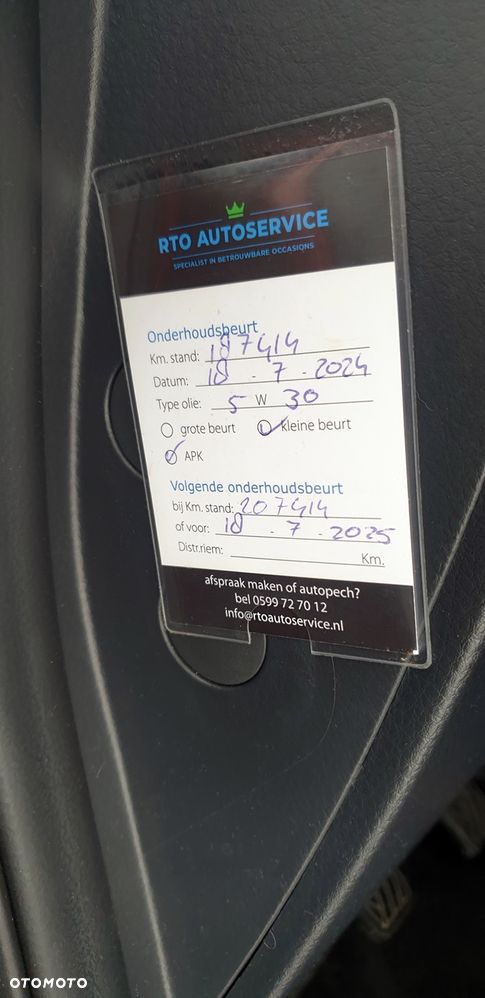 RTO AUTOSERVICE
SPECIALIST IN BETROUWBARE OCCASIONS
Onderhoudsbeurt
Km. stand: 187414
Datum: 18 - 7 - 2024
Type olie: 5 W 30
grote beurt kleine beurt
APK
Volgende onderhoudsbeurt
bij Km. stand: 207414
of voor: 18 - 7 - 2025
Distr.riem: Km.
afspraak maken of autopech?
bel 0599 72 70 12
info@rtoautoservice.nl
OTOMOTO